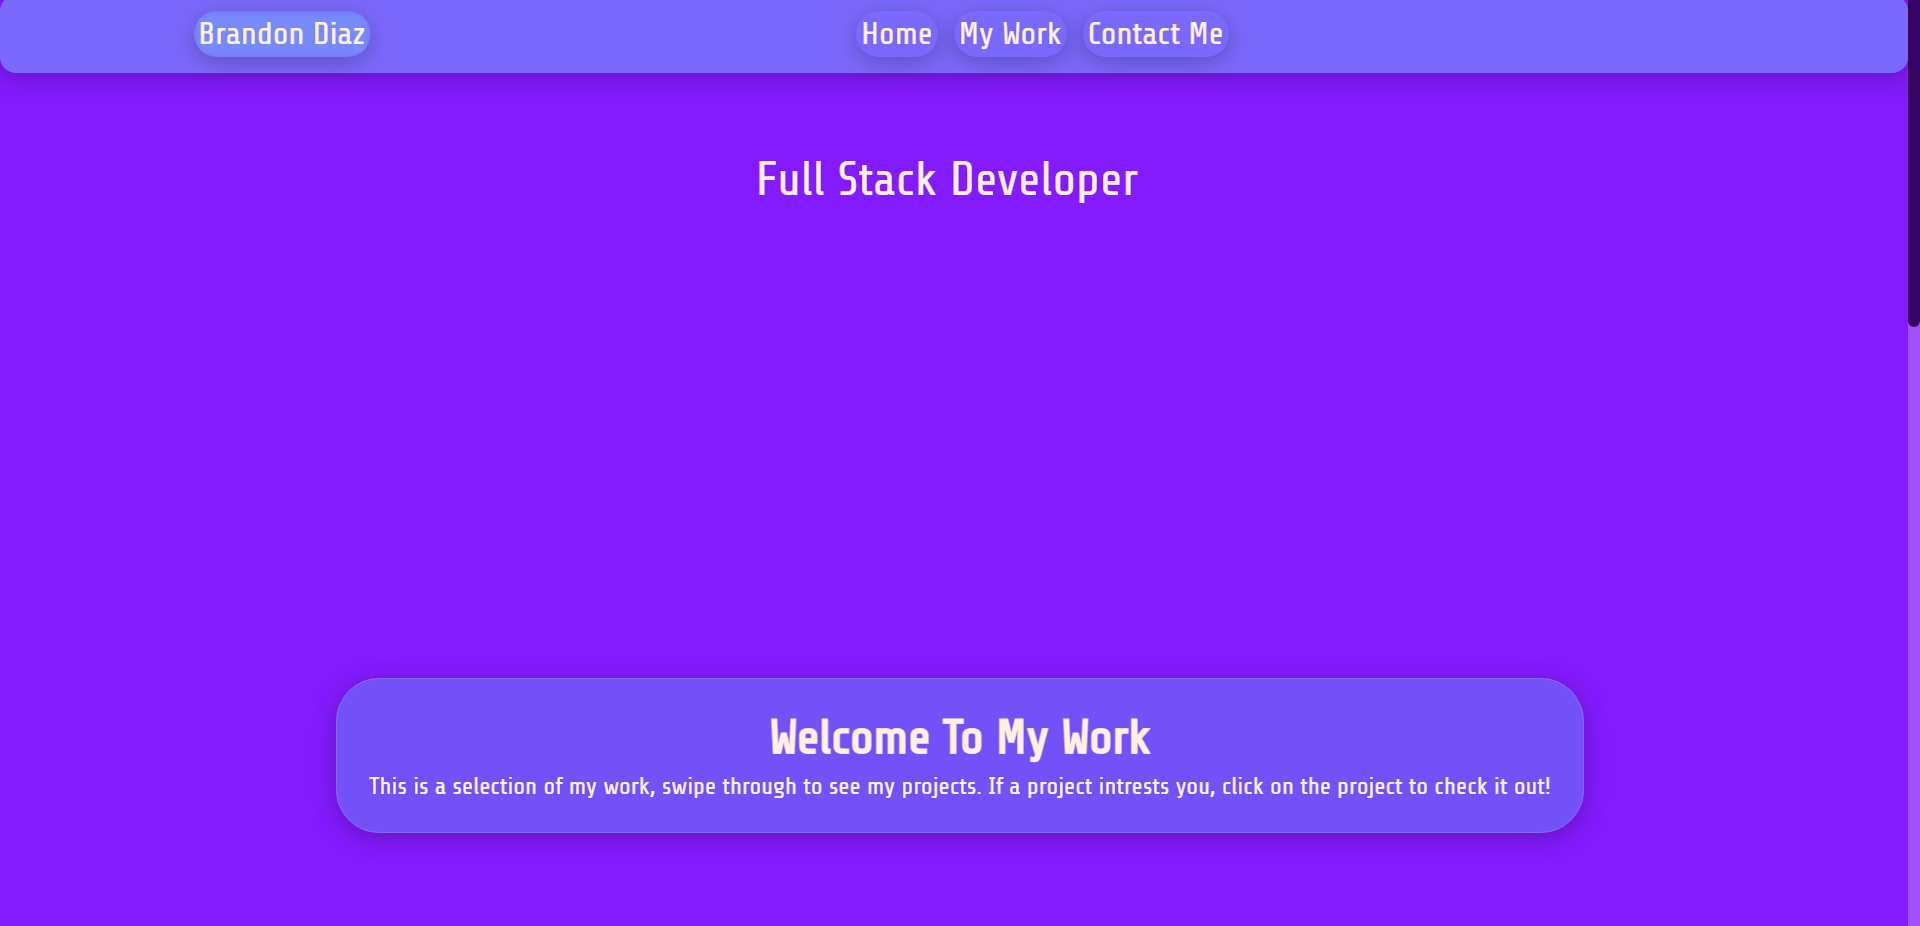 Brandon Diaz Home My Work Contact Me
Full Stack Developer
Welcome To My Work
This is a selection of my work, swipe through to see my projects. If a project intrests you, click on the project to check it out!